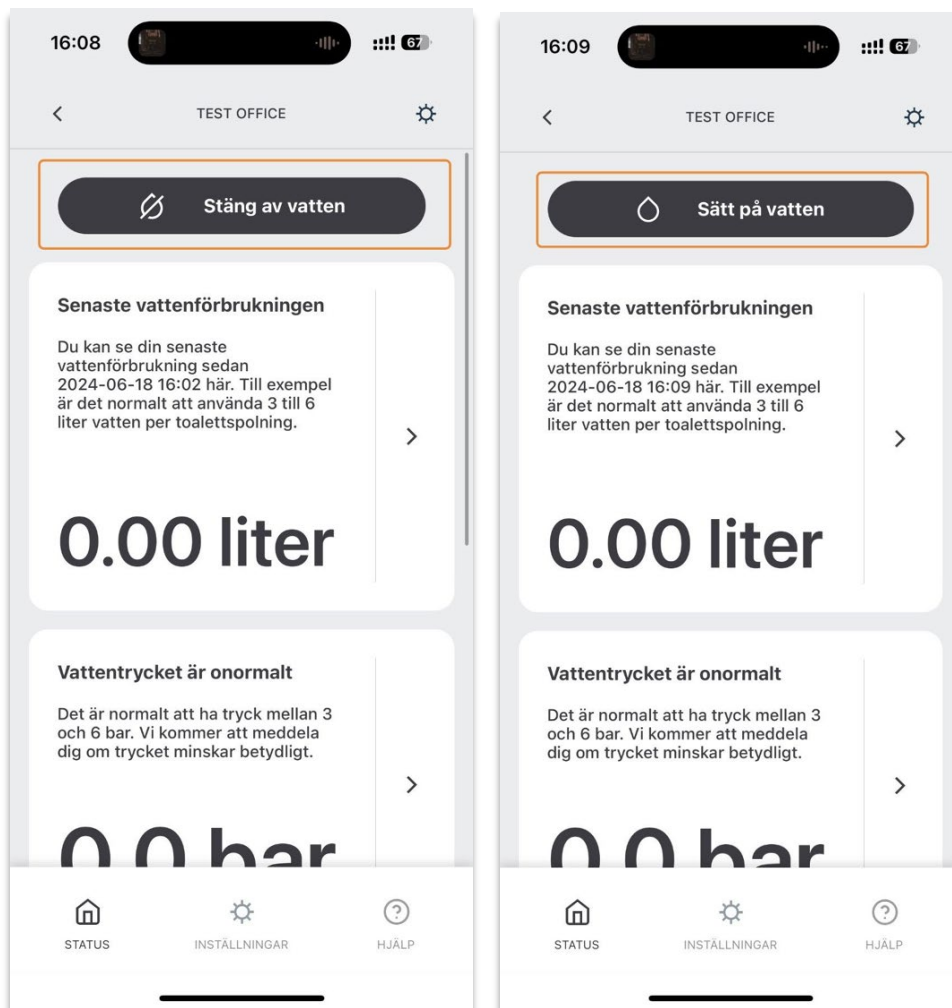 16:08
67
TEST OFFICE
Stäng av vatten
Senaste vattenförbrukningen
Du kan se din senaste
vattenförbrukning sedan
2024-06-18 16:02 här. Till exempel
är det normalt att använda 3 till 6
liter vatten per toalettspolning.
0.00 liter
Vattentrycket är onormalt
Det är normalt att ha tryck mellan 3
och 6 bar. Vi kommer att meddela
dig om trycket minskar betydligt.
0.0 bar
STATUS INSTÄLLNINGAR HJÄLP
16:09
67
TEST OFFICE
Sätt på vatten
Senaste vattenförbrukningen
Du kan se din senaste
vattenförbrukning sedan
2024-06-18 16:09 här. Till exempel
är det normalt att använda 3 till 6
liter vatten per toalettspolning.
0.00 liter
Vattentrycket är onormalt
Det är normalt att ha tryck mellan 3
och 6 bar. Vi kommer att meddela
dig om trycket minskar betydligt.
0.0 bar
STATUS INSTÄLLNINGAR HJÄLP